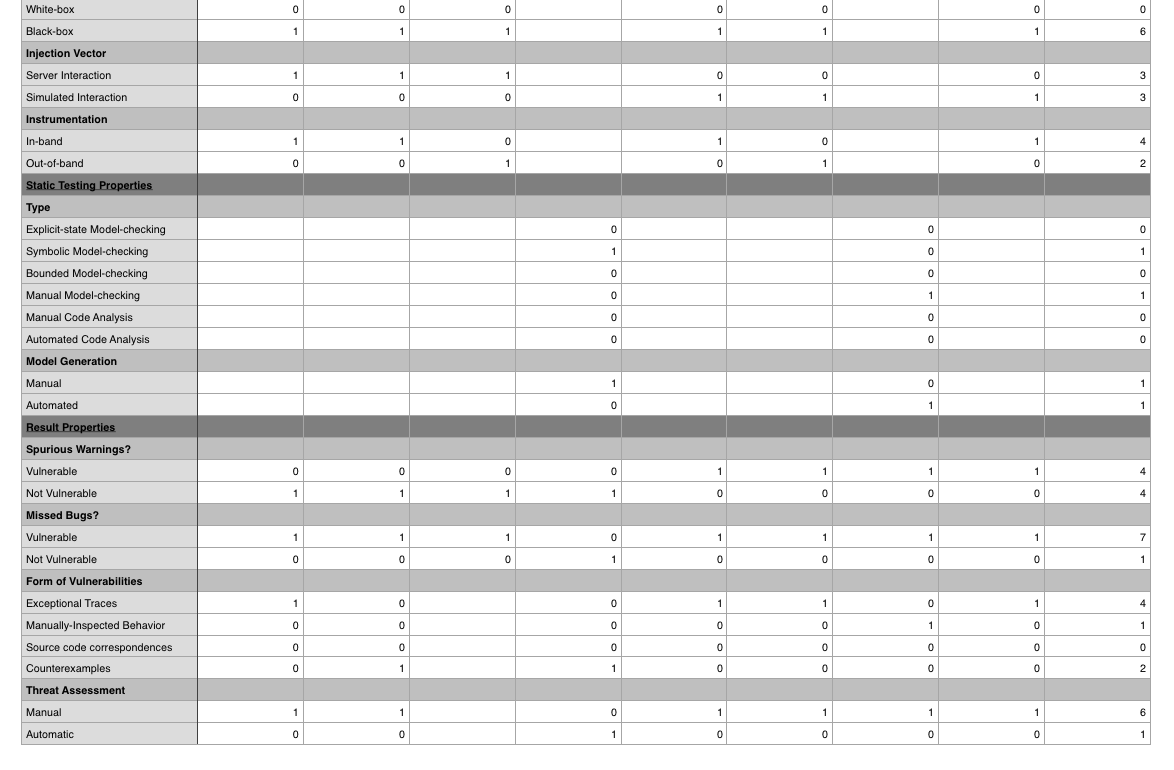 White-box 0 0 0 0 0 0 0
Black-box 1 1 1 1 1 1 6
Injection Vector
Server Interaction 1 1 1 0 0 0 3
Simulated Interaction 0 0 0 1 1 1 3
Instrumentation
In-band 1 1 0 1 0 1 4
Out-of-band 0 0 1 0 1 0 2
Static Testing Properties
Type
Explicit-state Model-checking 0 0 0
Symbolic Model-checking 1 0 1
Bounded Model-checking 0 0 0
Manual Model-checking 0 1 1
Manual Code Analysis 0 0 0
Automated Code Analysis 0 0 0
Model Generation
Manual 1 0 1
Automated 0 1 1
Result Properties
Spurious Warnings?
Vulnerable 0 0 0 0 1 1 1 1 4
Not Vulnerable 1 1 1 1 0 0 0 0 4
Missed Bugs?
Vulnerable 1 1 1 0 1 1 1 1 7
Not Vulnerable 0 0 0 1 0 0 0 0 1
Form of Vulnerabilities
Exceptional Traces 1 0 0 1 1 0 1 4
Manually-Inspected Behavior 0 0 0 0 0 1 0 1
Source code correspondences 0 0 0 0 0 0 0 0
Counterexamples 0 1 1 0 0 0 0 2
Threat Assessment
Manual 1 1 0 1 1 1 1 6
Automatic 0 0 1 0 0 0 0 1